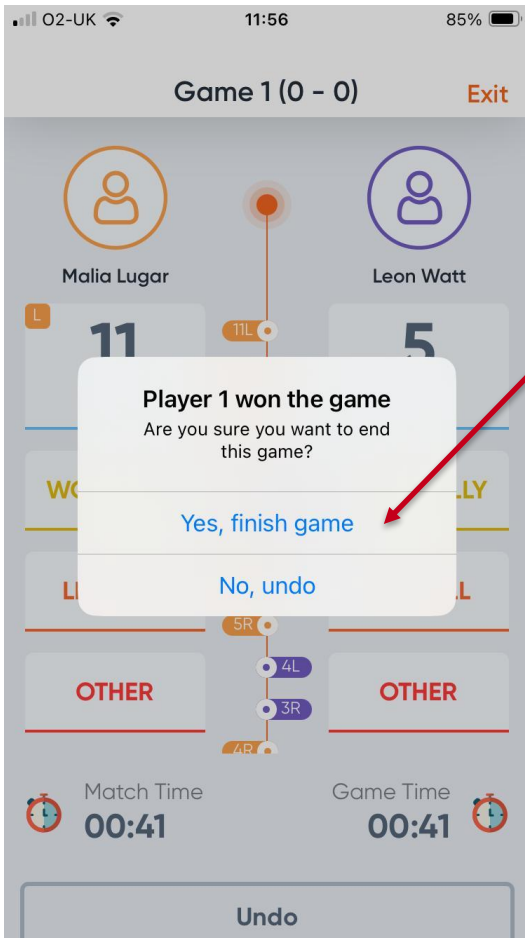 O2-UK 11:56 85%
Game 1 (0 - 0) Exit
Malia Lugar Leon Watt
L 11 11L 5
Player 1 won the game
Are you sure you want to end
this game?
Yes, finish game
No, undo
5R
4L
OTHER OTHER
3R
4R
Match Time Game Time
00:41 00:41
Undo